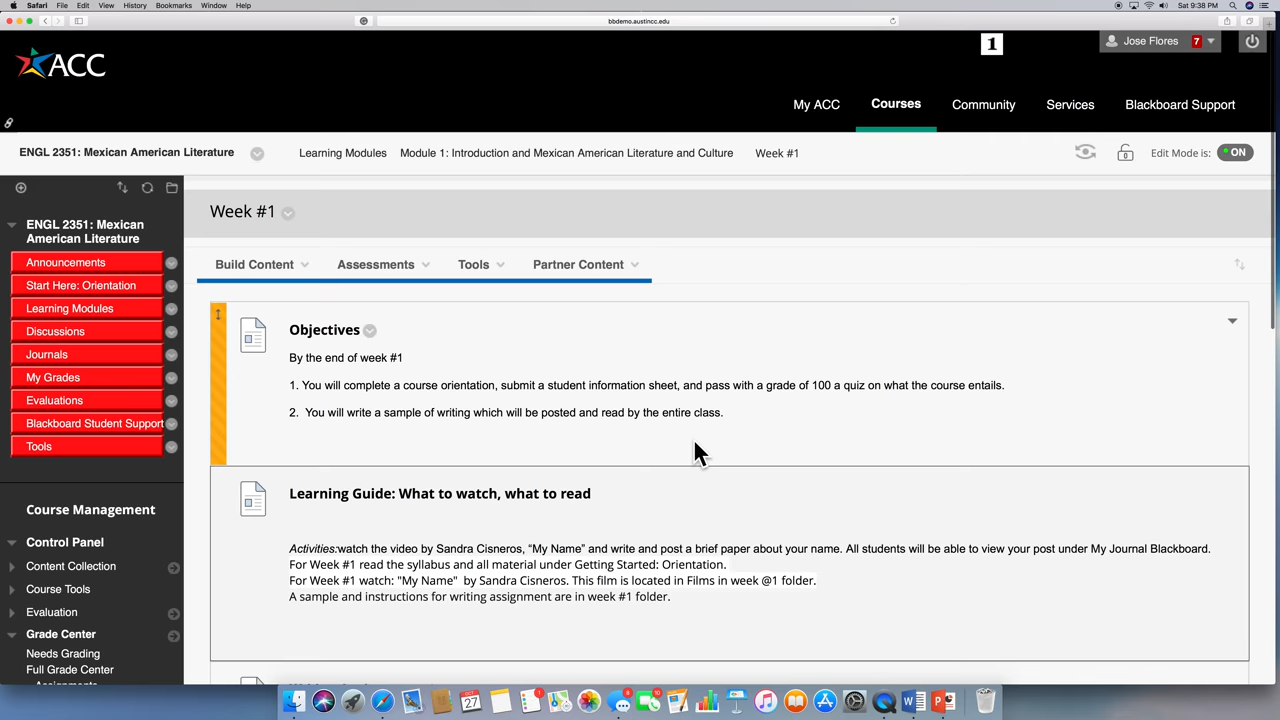 Safari File Edit View History Bookmarks Window Help
Sat 9:38 PM
bbdemo.austincc.edu
ACC
1
Jose Flores 7
My ACC Courses Community Services Blackboard Support
ENGL 2351: Mexican American Literature
Learning Modules Module 1: Introduction and Mexican American Literature and Culture Week #1
Edit Mode is: ON
ENGL 2351: Mexican
American Literature
Announcements
Start Here: Orientation
Learning Modules
Discussions
Journals
My Grades
Evaluations
Blackboard Student Support
Tools
Course Management
Control Panel
Content Collection
Course Tools
Evaluation
Grade Center
Needs Grading
Full Grade Center
Assignments
Week #1
Build Content Assessments Tools Partner Content
Objectives
By the end of week #1
1. You will complete a course orientation, submit a student information sheet, and pass with a grade of 100 a quiz on what the course entails.
2. You will write a sample of writing which will be posted and read by the entire class.
Learning Guide: What to watch, what to read
Activities:watch the video by Sandra Cisneros, “My Name” and write and post a brief paper about your name. All students will be able to view your post under My Journal Blackboard.
For Week #1 read the syllabus and all material under Getting Started: Orientation.
For Week #1 watch: "My Name" by Sandra Cisneros. This film is located in Films in week @1 folder.
A sample and instructions for writing assignment are in week #1 folder.
OCT
27
1
8
10